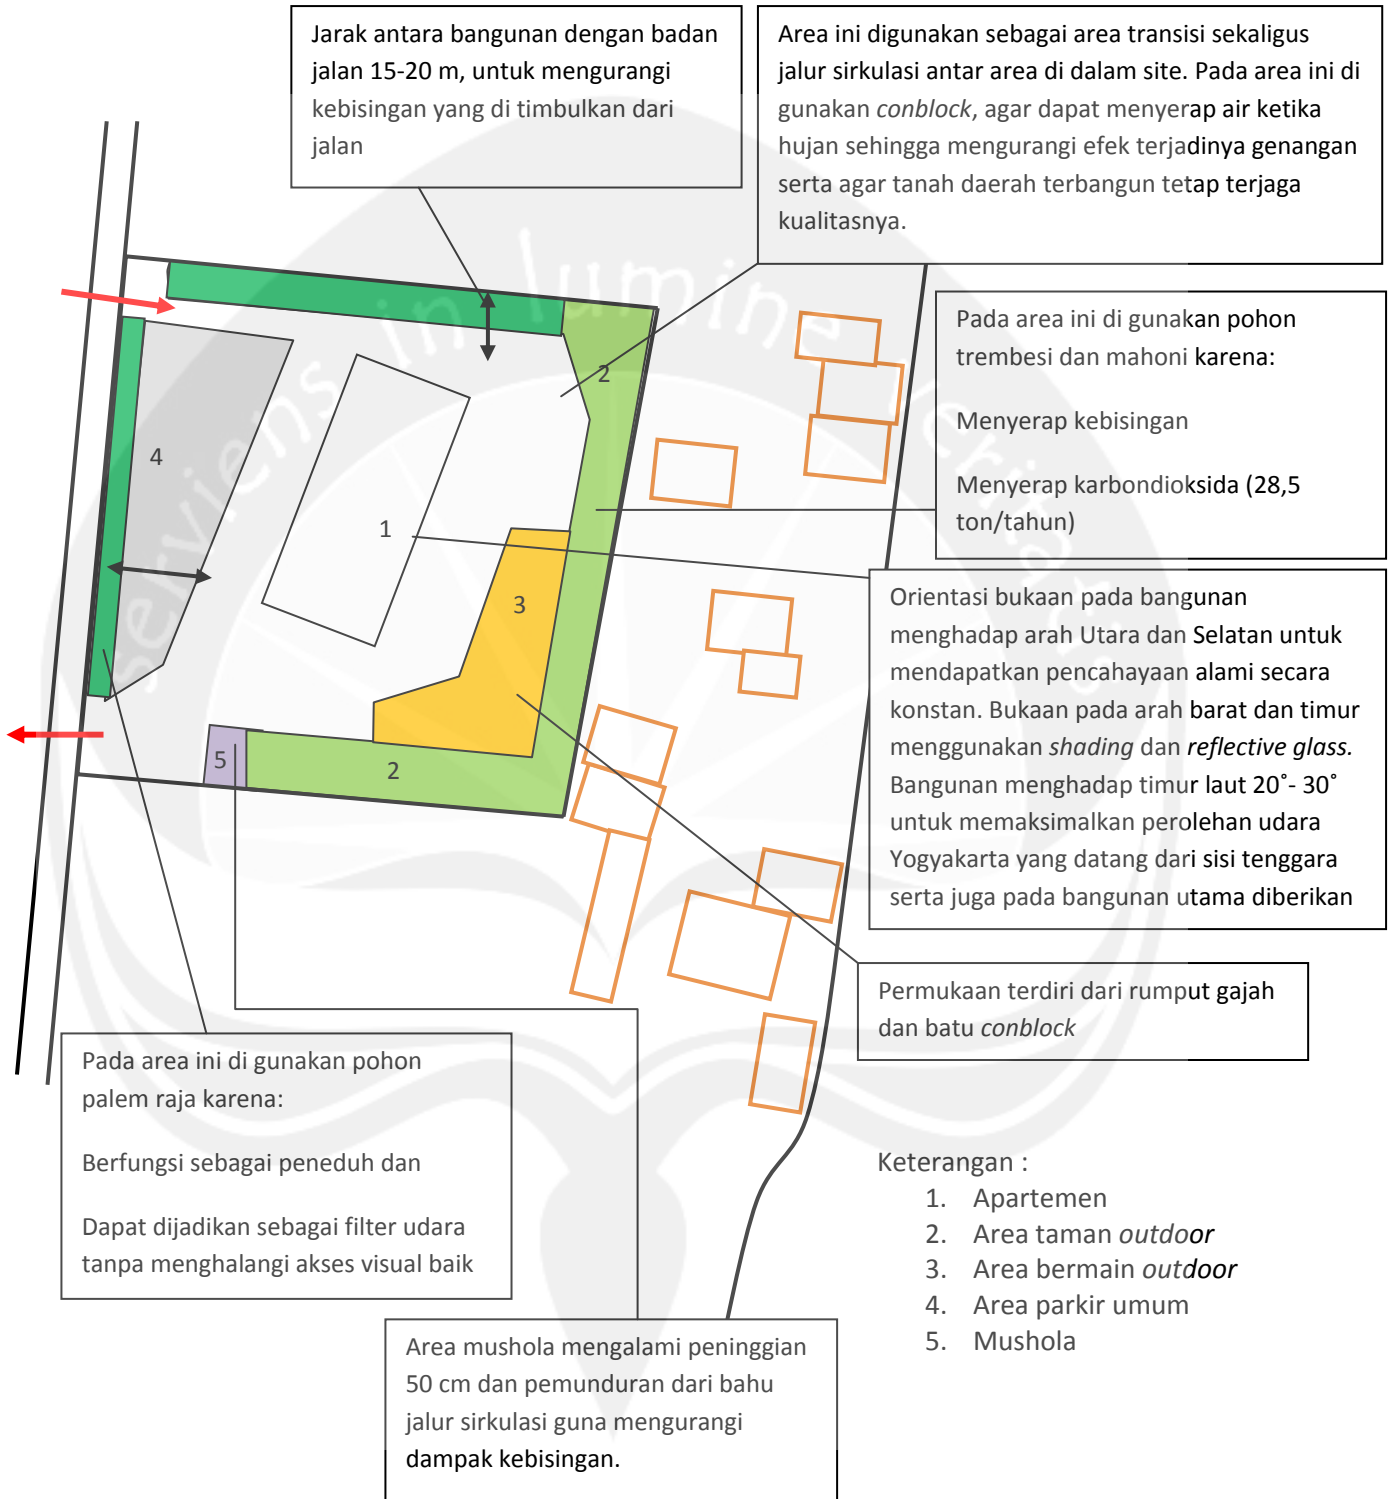 Jarak antara bangunan dengan badan
jalan 15-20 m, untuk mengurangi
kebisingan yang di timbulkan dari
jalan
Area ini digunakan sebagai area transisi sekaligus
jalur sirkulasi antar area di dalam site. Pada area ini di
gunakan conblock, agar dapat menyerap air ketika
hujan sehingga mengurangi efek terjadinya genangan
serta agar tanah daerah terbangun tetap terjaga
kualitasnya.
Pada area ini di gunakan pohon
trembesi dan mahoni karena:
Menyerap kebisingan
Menyerap karbondioksida (28,5
ton/tahun)
2
4
1
3
5
2
Orientasi bukaan pada bangunan
menghadap arah Utara dan Selatan untuk
mendapatkan pencahayaan alami secara
konstan. Bukaan pada arah barat dan timur
menggunakan shading dan reflective glass.
Bangunan menghadap timur laut 20˚- 30˚
untuk memaksimalkan perolehan udara
Yogyakarta yang datang dari sisi tenggara
serta juga pada bangunan utama diberikan
Permukaan terdiri dari rumput gajah
dan batu conblock
Pada area ini di gunakan pohon
palem raja karena:
Berfungsi sebagai peneduh dan
Dapat dijadikan sebagai filter udara
tanpa menghalangi akses visual baik
Area mushola mengalami peninggian
50 cm dan pemunduran dari bahu
jalur sirkulasi guna mengurangi
dampak kebisingan.
Keterangan :
1. Apartemen
2. Area taman outdoor
3. Area bermain outdoor
4. Area parkir umum
5. Mushola
serviens in lumine veritatis